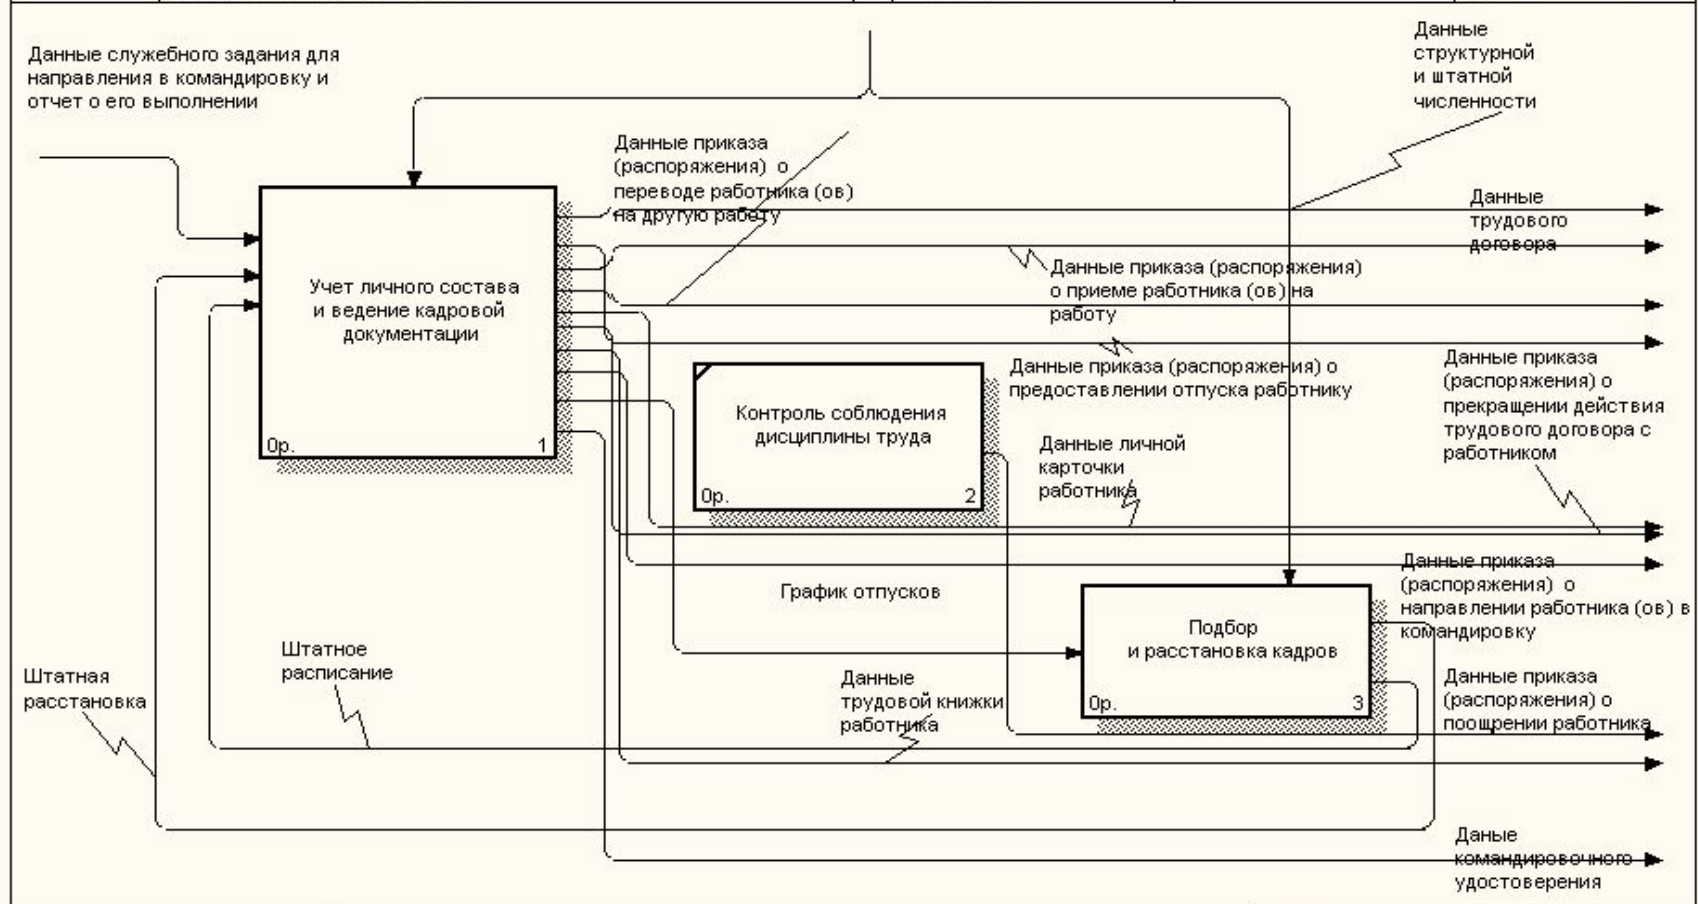 Данные служебного задания для
направления в командировку и
отчет о его выполнении
Данные
структурной
и штатной
численности
Данные приказа
(распоряжения) о
переводе работника (ов)
на другую работу
Данные
трудового
договора
Данные приказа (распоряжения)
о приеме работника (ов) на
работу
Учет личного состава
и ведение кадровой
документации
0р.
1
Данные приказа (распоряжения) о
предоставлении отпуска работнику
Данные приказа
(распоряжения) о
прекращении действия
трудового договора с
работником
Контроль соблюдения
дисциплины труда
0р.
2
Данные личной
карточки
работника
График отпусков
Данные приказа
(распоряжения) о
направлении работника (ов) в
командировку
Подбор
и расстановка кадров
0р.
3
Штатное
расписание
Штатная
расстановка
Данные
трудовой книжки
работника
Данные приказа
(распоряжения) о
поощрении работника
Даные
командировочного
удостоверения